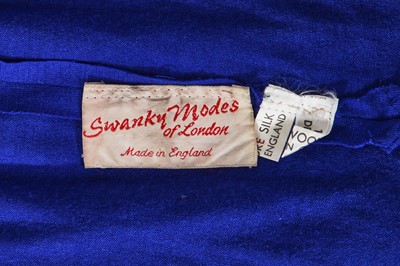 Swanky Modes
of London
Made in England
SILK
ENGLAND